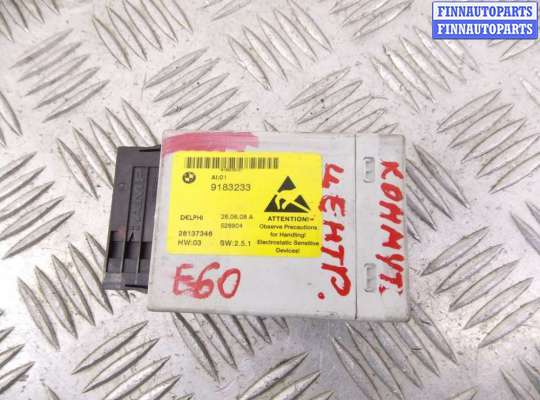 FINNAUTOPARTS
FINNAUTOPARTS
AI.01
9183233
DELPHI
26.06.08 A
028904
28137346
HW:03
SW:2.5.1
ATTENTION!
Observe Precautions
for Handling!
Electrostatic Sensitive
Devices!
E60
ЦЕНТР.
КОММУТ.